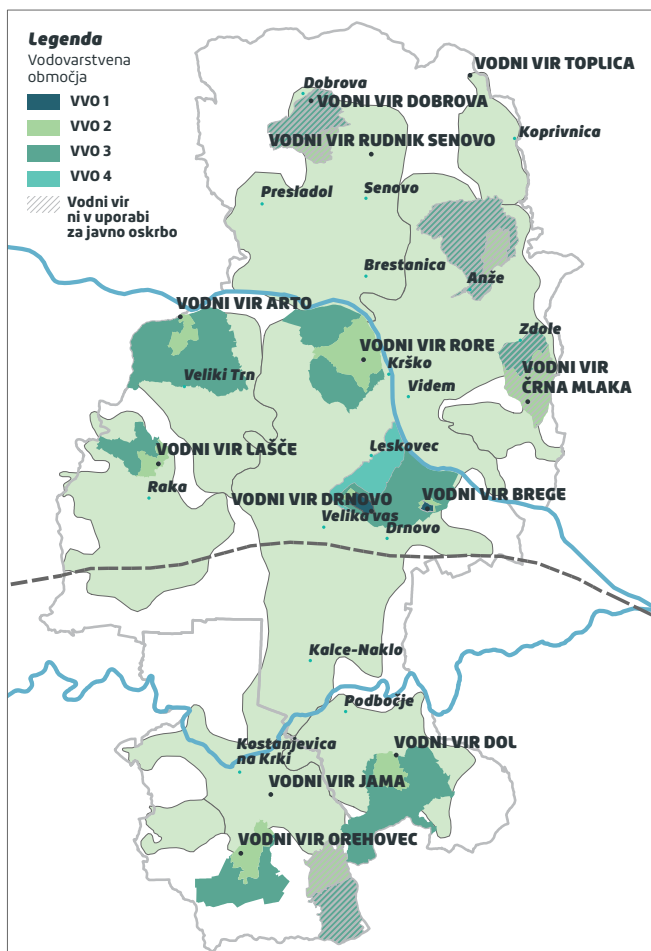 Legenda
Vodovarstvena
območja
VVO 1
VVO 2
VVO 3
VVO 4
Vodni vir
ni v uporabi
za javno oskrbo
VODNI VIR TOPLICA
Dobrova
VODNI VIR DOBROVA
Koprivnica
VODNI VIR RUDNIK SENOVO
Presladol
Senovo
Brestanica
Anže
VODNI VIR ARTO
Zdole
VODNI VIR RORE
Krško
VODNI VIR
ČRNA MLAKA
Veliki Trn
Videm
Leskovec
VODNI VIR LAŠČE
Raka
VODNI VIR DRNOVO
VODNI VIR BREGE
Velika vas
Drnovo
Kalce-Naklo
Podbočje
Kostanjevica
na Krki
VODNI VIR DOL
VODNI VIR JAMA
VODNI VIR OREHOVEC